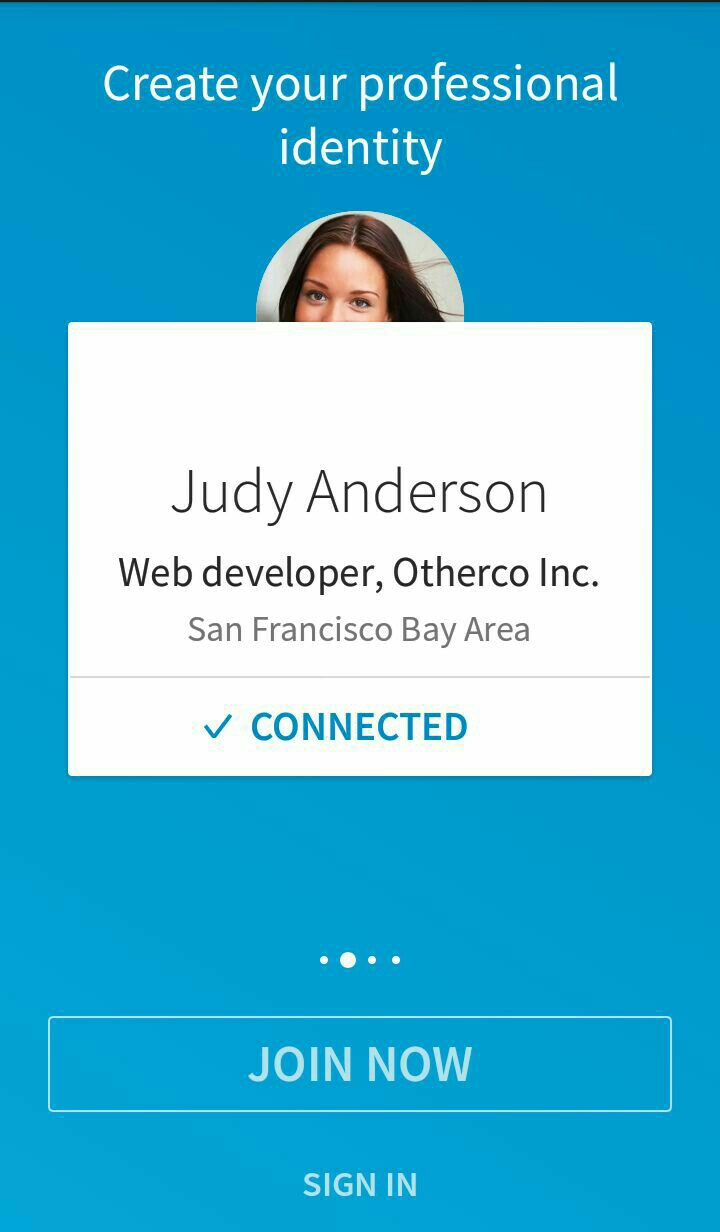 Create your professional
identity
Judy Anderson
Web developer, Otherco Inc.
San Francisco Bay Area
CONNECTED
JOIN NOW
SIGN IN